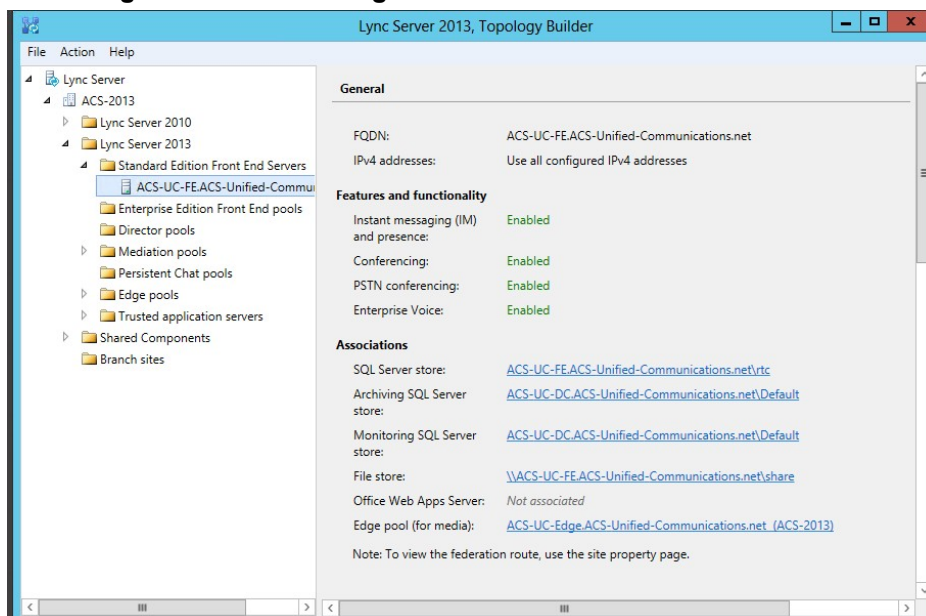 Lync Server 2013, Topology Builder
File Action Help
Lync Server
ACS-2013
Lync Server 2010
Lync Server 2013
Standard Edition Front End Servers
ACS-UC-FE.ACS-Unified-Commu
Enterprise Edition Front End pools
Director pools
Mediation pools
Persistent Chat pools
Edge pools
Trusted application servers
Shared Components
Branch sites
General
FQDN: ACS-UC-FE.ACS-Unified-Communications.net
IPv4 addresses: Use all configured IPv4 addresses
Features and functionality
Instant messaging (IM) Enabled
and presence:
Conferencing: Enabled
PSTN conferencing: Enabled
Enterprise Voice: Enabled
Associations
SQL Server store: ACS-UC-FE.ACS-Unified-Communications.net\rtc
Archiving SQL Server ACS-UC-DC.ACS-Unified-Communications.net\Default
store:
Monitoring SQL Server ACS-UC-DC.ACS-Unified-Communications.net\Default
store:
File store: \\ACS-UC-FE.ACS-Unified-Communications.net\share
Office Web Apps Server: Not associated
Edge pool (for media): ACS-UC-Edge.ACS-Unified-Communications.net (ACS-2013)
Note: To view the federation route, use the site property page.